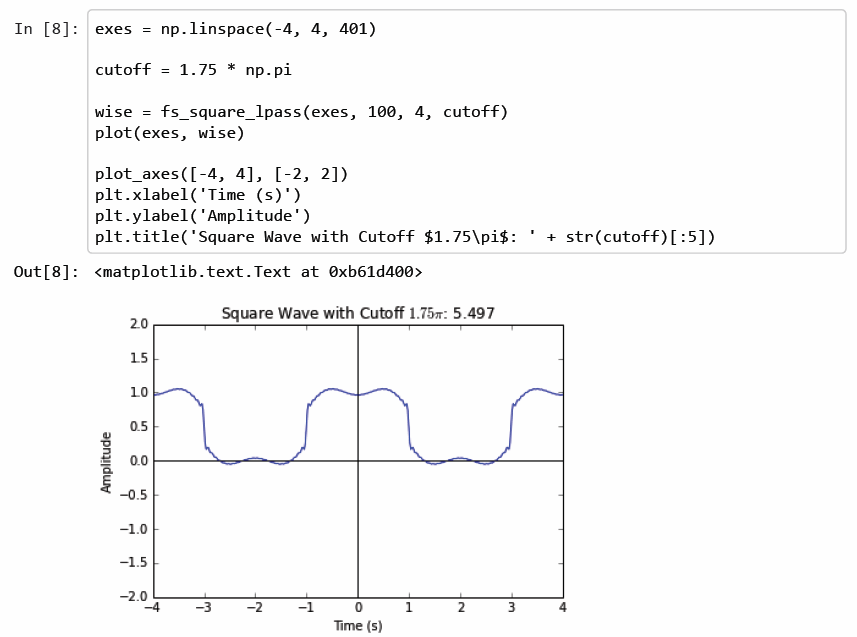 In [8]: exes = np.linspace(-4, 4, 401)
cutoff = 1.75 * np.pi
wise = fs_square_lpass(exes, 100, 4, cutoff)
plot(exes, wise)
plot_axes([-4, 4], [-2, 2])
plt.xlabel('Time (s)')
plt.ylabel('Amplitude')
plt.title('Square Wave with Cutoff $1.75\pi$: ' + str(cutoff)[:5])
Out[8]: <matplotlib.text.Text at 0xb61d400>
Square Wave with Cutoff 1.75π: 5.497
2.0
1.5
1.0
0.5
0.0
−0.5
−1.0
−1.5
−2.0
Amplitude
−4 −3 −2 −1 0 1 2 3 4
Time (s)